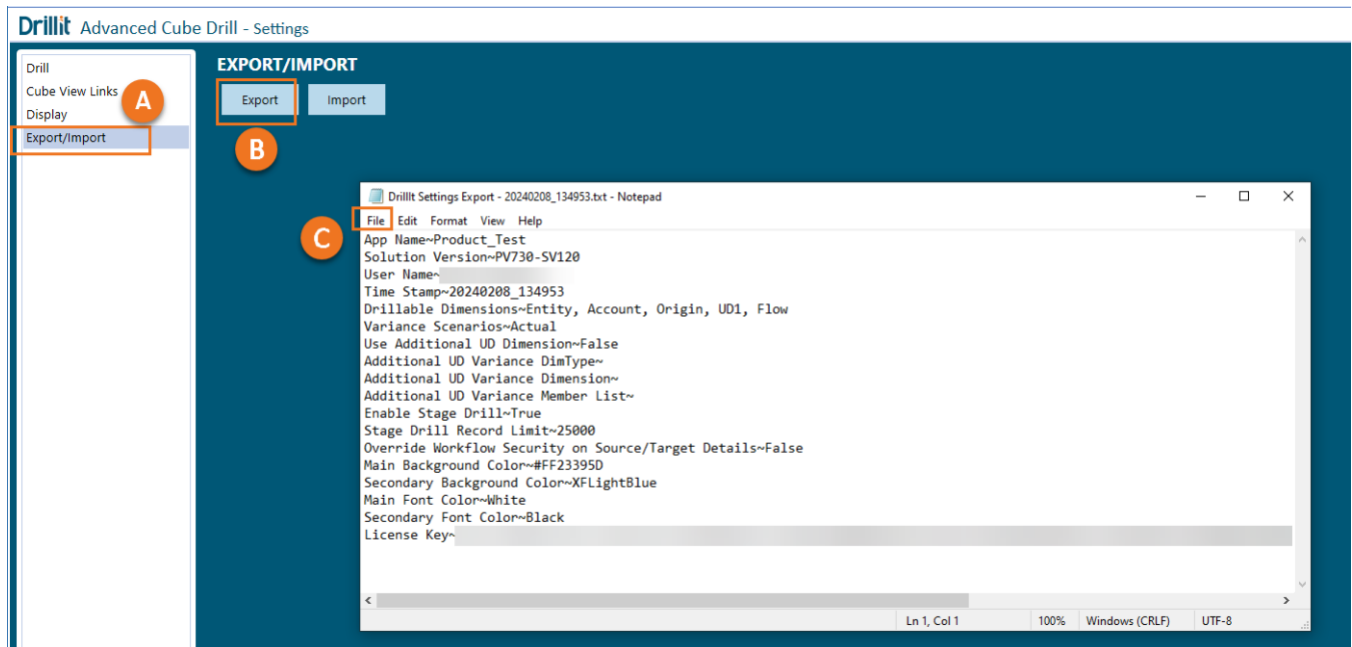 Drillit Advanced Cube Drill - Settings
Drill
Cube View Links
Display
Export/Import
A
EXPORT/IMPORT
Export
Import
B
DrillIt Settings Export - 20240208_134953.txt - Notepad
File Edit Format View Help
C
App Name~Product_Test
Solution Version~PV730-SV120
User Name~
Time Stamp~20240208_134953
Drillable Dimensions~Entity, Account, Origin, UD1, Flow
Variance Scenarios~Actual
Use Additional UD Dimension~False
Additional UD Variance DimType~
Additional UD Variance Dimension~
Additional UD Variance Member List~
Enable Stage Drill~True
Stage Drill Record Limit~25000
Override Workflow Security on Source/Target Details~False
Main Background Color~#FF23395D
Secondary Background Color~XFLightBlue
Main Font Color~White
Secondary Font Color~Black
License Key~
Ln 1, Col 1 100% Windows (CRLF) UTF-8